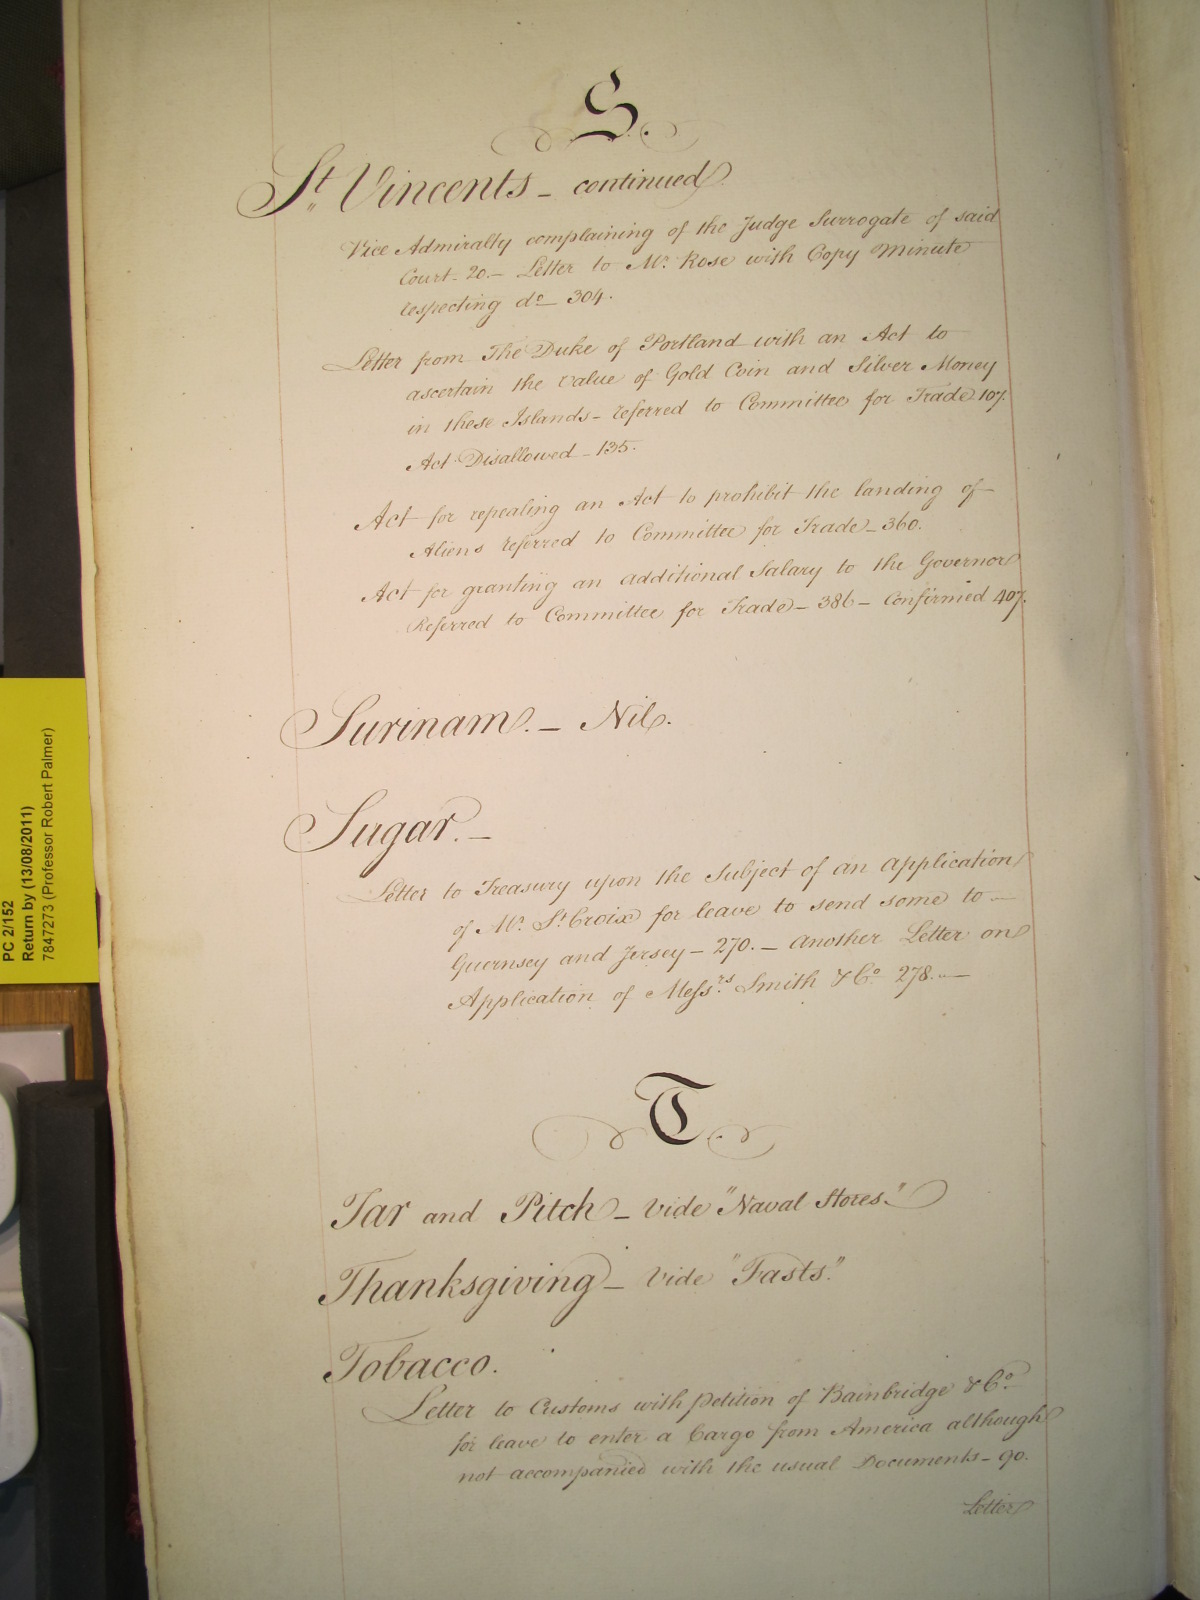 S.
St Vincents - continued
Vice Admiralty complaining of the Judge Surrogate of said
Court - 20. - Letter to Mr. Rose with Copy Minute
respecting do - 304.
Letter from The Duke of Portland with an Act to
ascertain the value of Gold Coin and Silver Money
in these Islands - referred to Committee for Trade 107.
Act Disallowed - 135.
Act for repealing an Act to prohibit the landing of
Aliens referred to Committee for Trade - 360.
Act for granting an additional Salary to the Governor
Referred to Committee for Trade - 386 - Confirmed 407.
Surinam. - Nil.
Sugar. -
Letter to Treasury upon the Subject of an Application
of Mr. St Croix for leave to send some to -
Guernsey and Jersey - 270. - Another Letter on
Application of Messrs. Smith & Co. 278. -
T.
Tar and Pitch - vide "Naval Stores."
Thanksgiving - vide "Fasts."
Tobacco.
Letter to Customs with Petition of Bainbridge & Co.
for leave to enter a Cargo from America although
not accompanied with the usual Documents - 90.
Letter
PC 2/152
Return by (13/08/2011)
7847273 (Professor Robert Palmer)